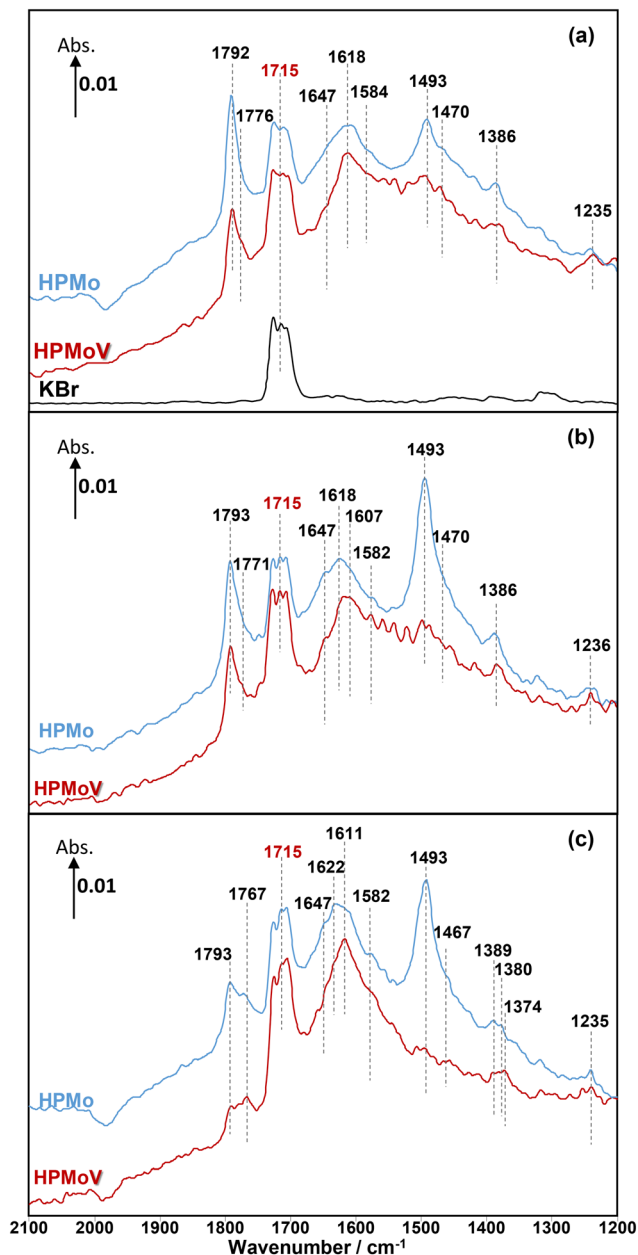 (a)
Abs.
0.01
1792
1776
1715
1647
1618
1584
1493
1470
1386
1235
HPMo
HPMoV
KBr
(b)
Abs.
0.01
1793
1771
1715
1647
1618
1607
1582
1493
1470
1386
1236
HPMo
HPMoV
(c)
Abs.
0.01
1793
1767
1715
1647
1622
1611
1582
1493
1467
1389
1380
1374
1235
HPMo
HPMoV
2100 2000 1900 1800 1700 1600 1500 1400 1300 1200
Wavenumber / cm⁻¹